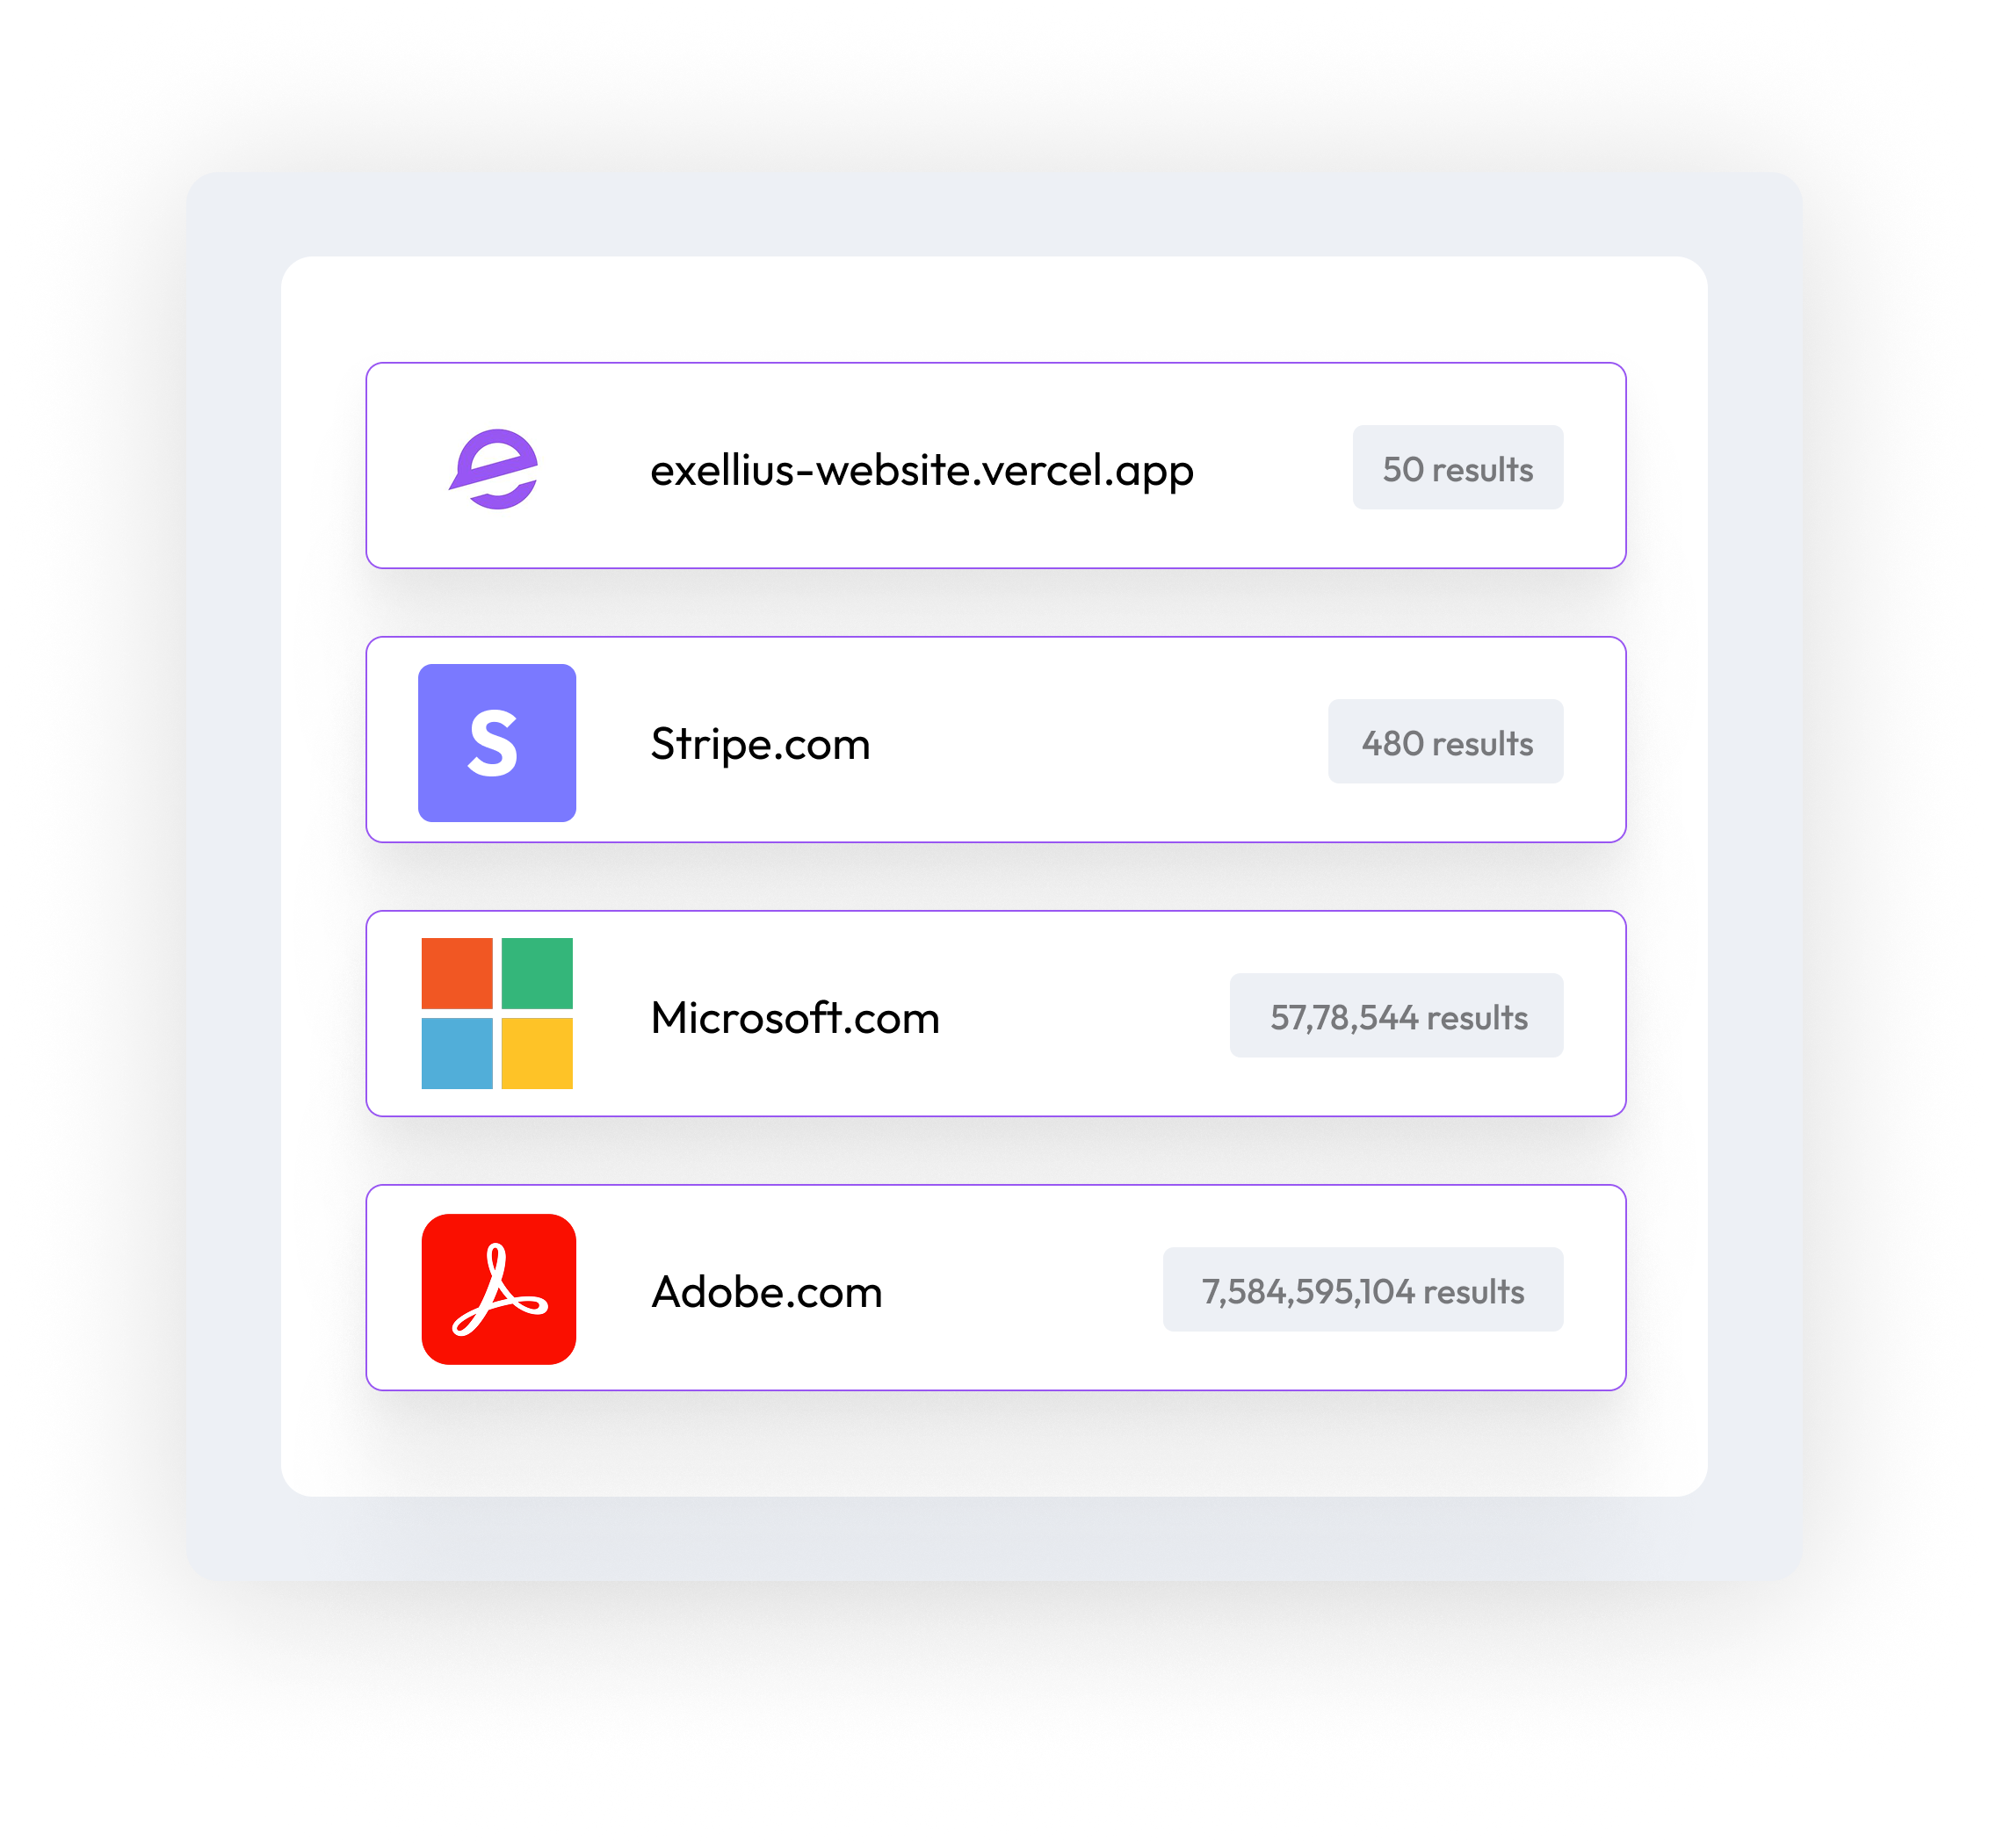 exellius-website.vercel.app
50 results
S
Stripe.com
480 results
Microsoft.com
57,78,544 results
Adobe.com
7,584,595,104 results